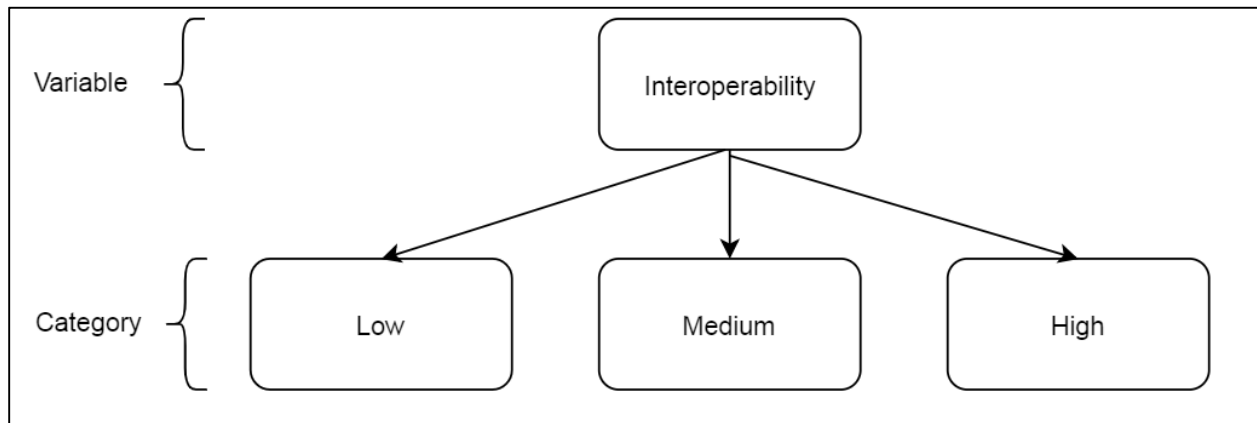 Variable
Interoperability
Category
Low
Medium
High